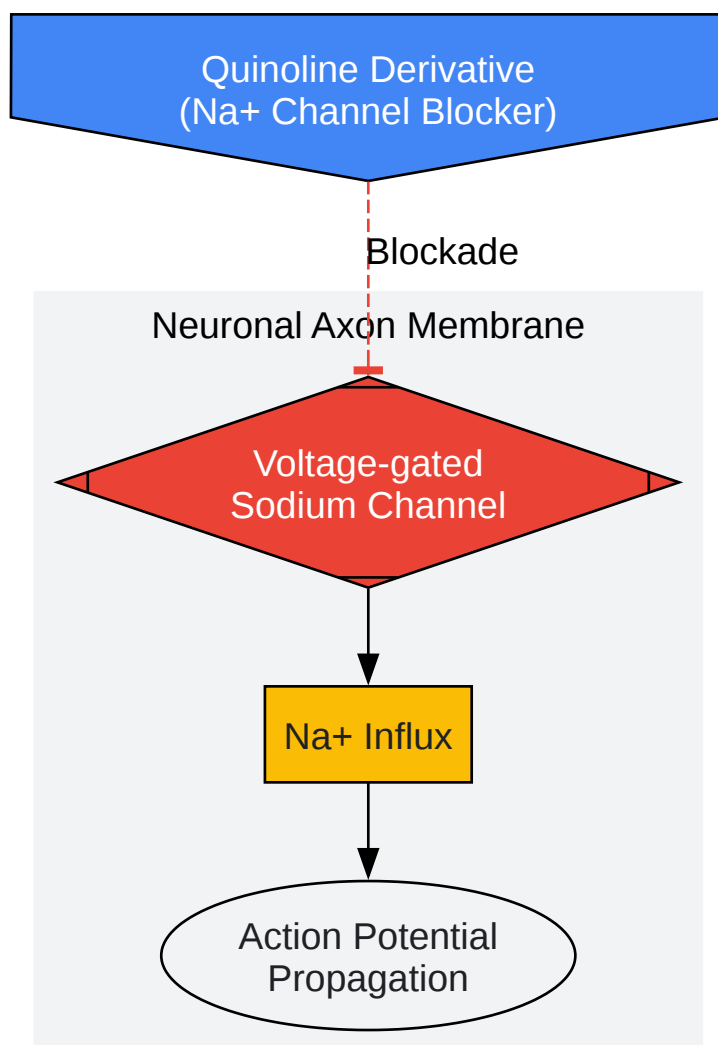 Quinoline Derivative
(Na+ Channel Blocker)
Blockade
Neuronal Axon Membrane
Voltage-gated
Sodium Channel
Na+ Influx
Action Potential
Propagation